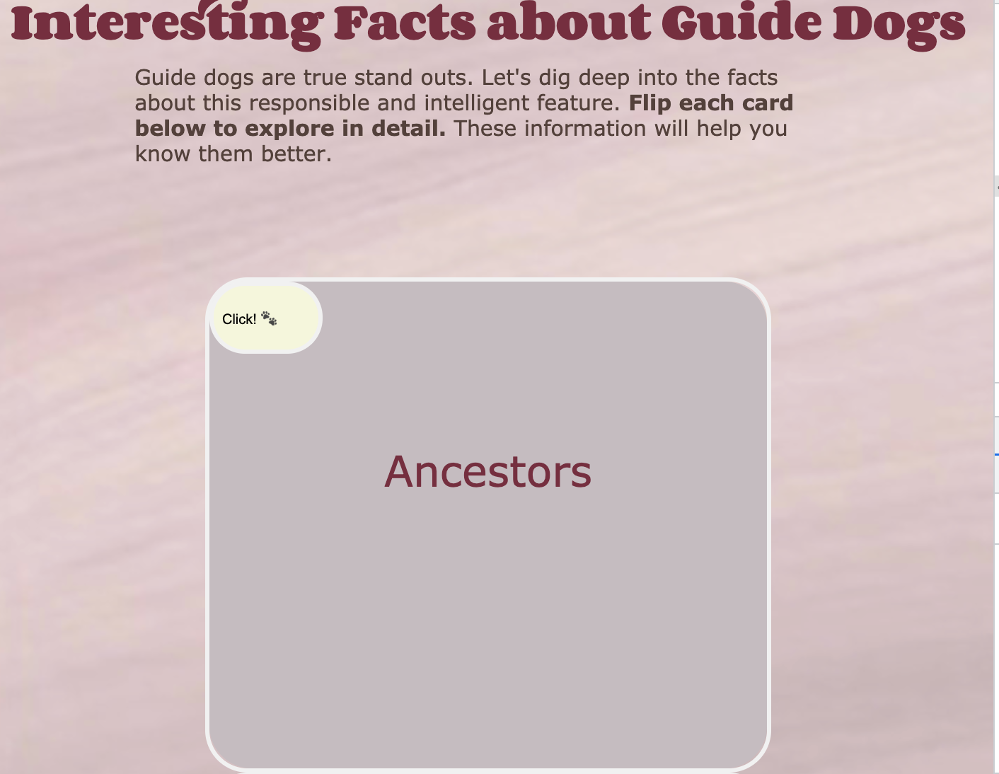 Interesting Facts about Guide Dogs
Guide dogs are true stand outs. Let's dig deep into the facts
about this responsible and intelligent feature. Flip each card
below to explore in detail. These information will help you
know them better.
Click! 🐾
Ancestors